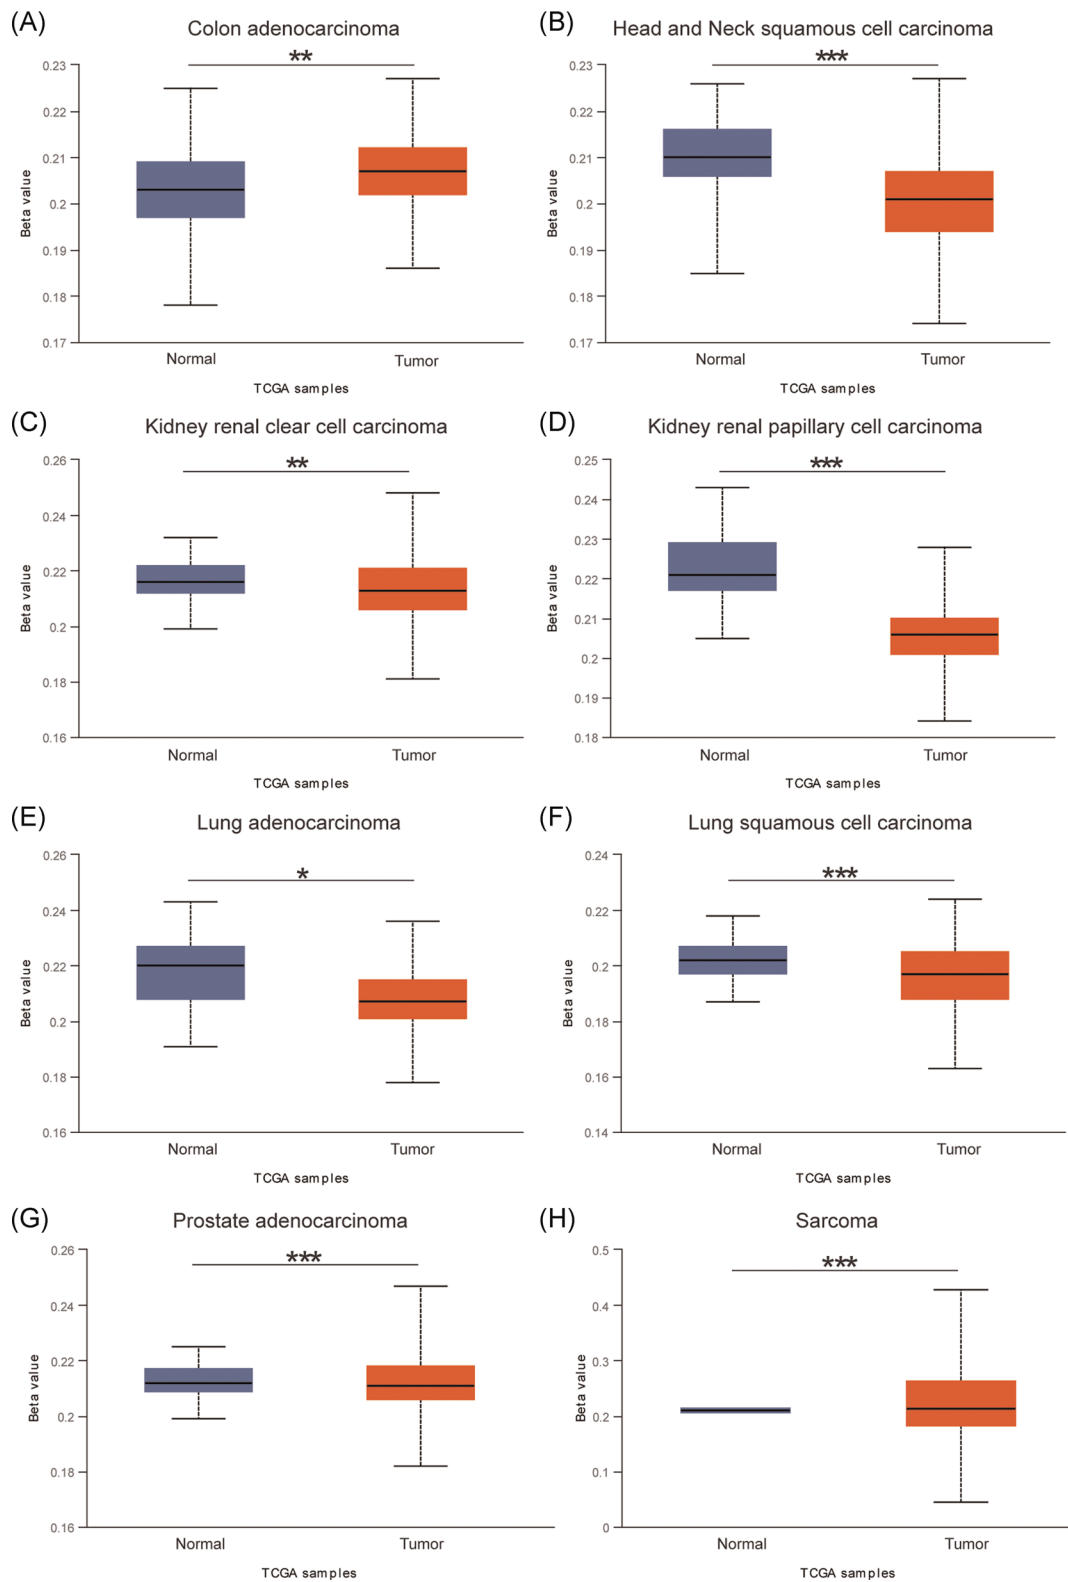 (A)
Colon adenocarcinoma
**
0.23
0.22
0.21
0.2
0.19
0.18
0.17
Beta value
Normal
Tumor
TCGA samples
(B)
Head and Neck squamous cell carcinoma
***
0.23
0.22
0.21
0.2
0.19
0.18
0.17
Beta value
Normal
Tumor
TCGA samples
(C)
Kidney renal clear cell carcinoma
**
0.26
0.24
0.22
0.2
0.18
0.16
Beta value
Normal
Tumor
TCGA samples
(D)
Kidney renal papillary cell carcinoma
***
0.25
0.24
0.23
0.22
0.21
0.2
0.19
0.18
Beta value
Normal
Tumor
TCGA samples
(E)
Lung adenocarcinoma
*
0.26
0.24
0.22
0.2
0.18
0.16
Beta value
Normal
Tumor
TCGA samples
(F)
Lung squamous cell carcinoma
***
0.24
0.22
0.2
0.18
0.16
0.14
Beta value
Normal
Tumor
TCGA samples
(G)
Prostate adenocarcinoma
***
0.26
0.24
0.22
0.2
0.18
0.16
Beta value
Normal
Tumor
TCGA samples
(H)
Sarcoma
***
0.5
0.4
0.3
0.2
0.1
0
Beta value
Normal
Tumor
TCGA samples